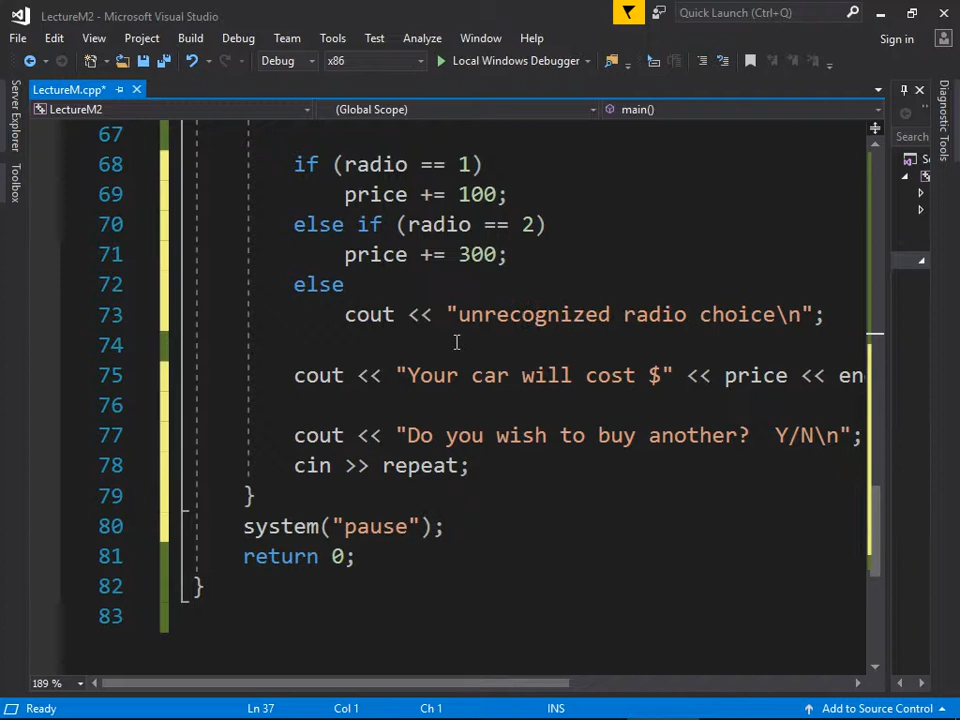 LectureM2 - Microsoft Visual Studio
Quick Launch (Ctrl+Q)
File Edit View Project Build Debug Team Tools Test Analyze Window Help
Sign in
Debug x86 Local Windows Debugger
LectureM.cpp*
LectureM2 (Global Scope) main()
Server Explorer
Toolbox
Diagnostic Tools
Search
67
68 if (radio == 1)
69 price += 100;
70 else if (radio == 2)
71 price += 300;
72 else
73 cout << "unrecognized radio choice\n";
74
75 cout << "Your car will cost $" << price << en
76
77 cout << "Do you wish to buy another?  Y/N\n";
78 cin >> repeat;
79 }
80 system("pause");
81 return 0;
82 }
83
189 %
Ready Ln 37 Col 1 Ch 1 INS Add to Source Control